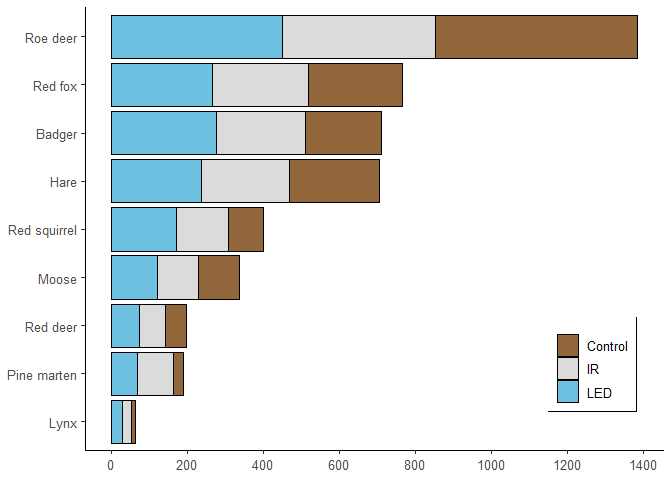 Roe deer
Red fox
Badger
Hare
Red squirrel
Moose
Red deer
Pine marten
Lynx
Control
IR
LED
0 200 400 600 800 1000 1200 1400